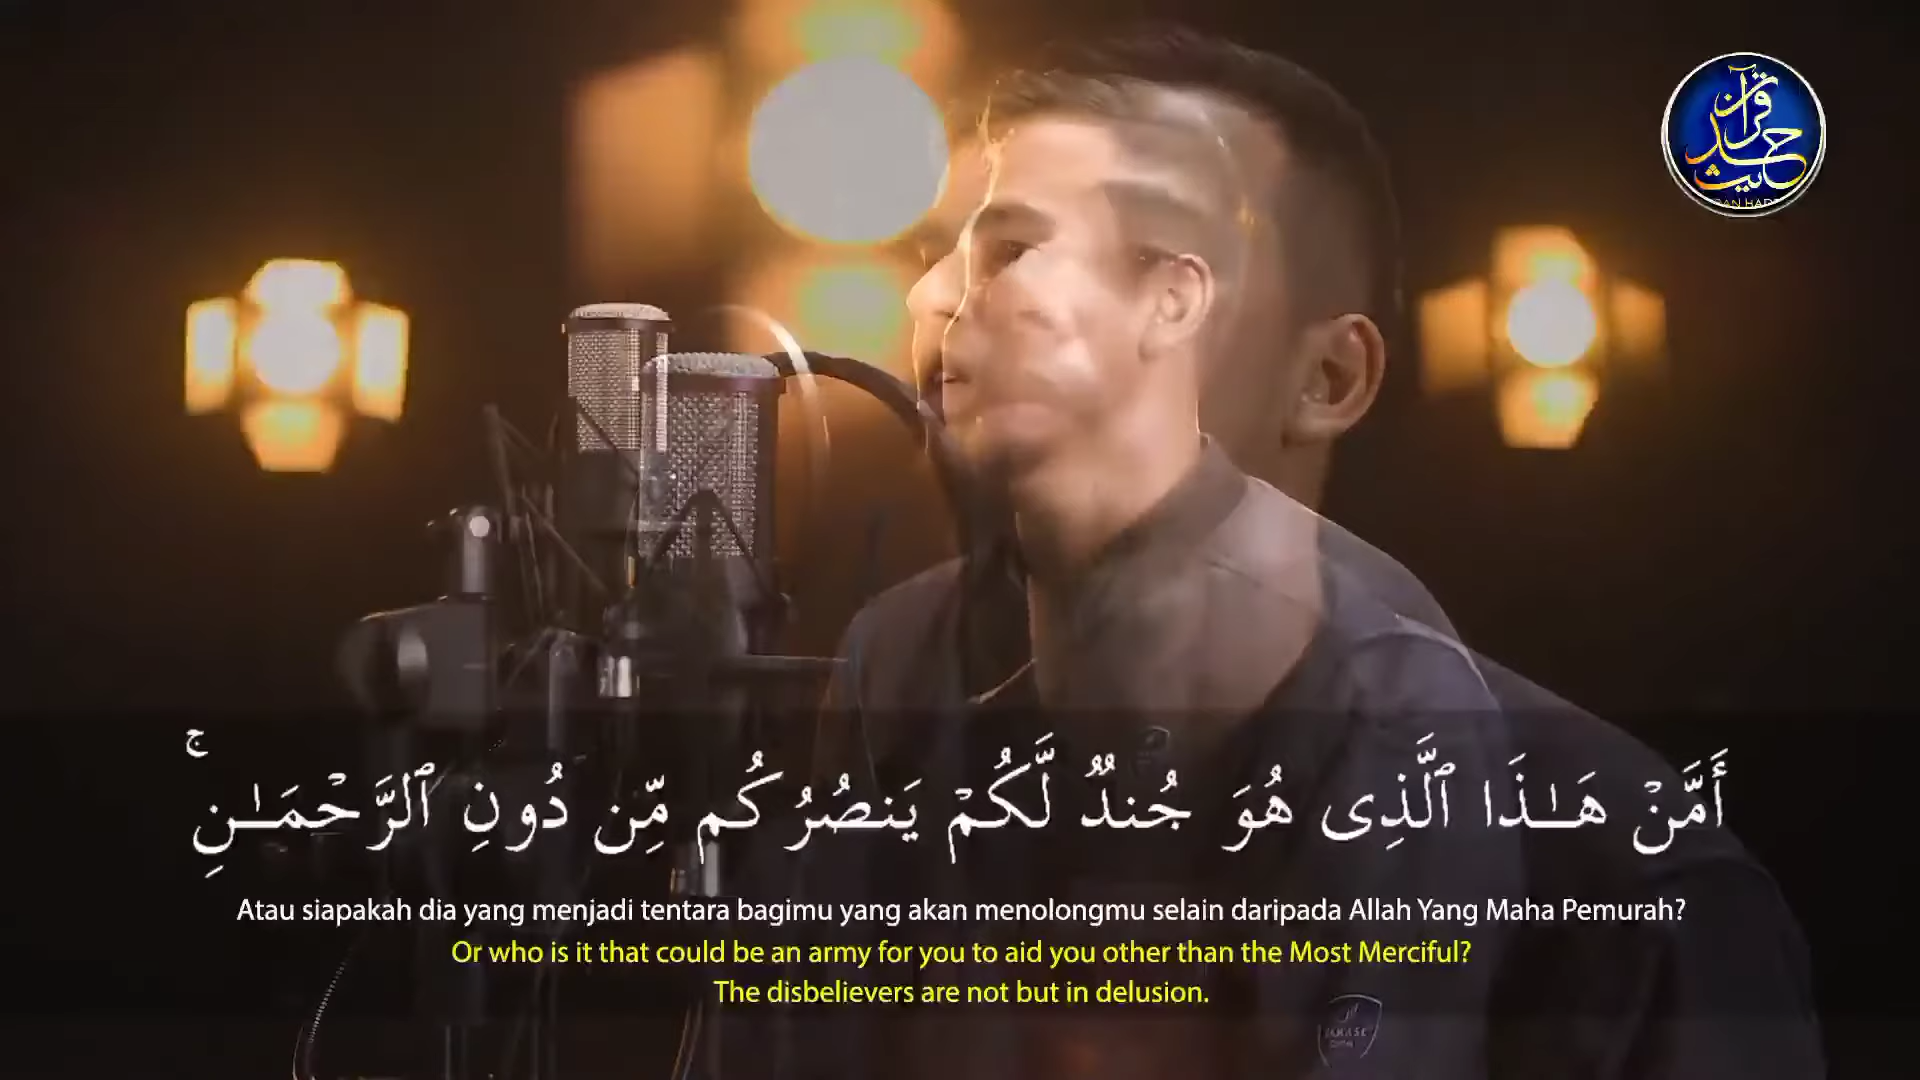 قرآن
حديث
أَمَّنْ هَـٰذَا ٱلَّذِى هُوَ جُندٌ لَّكُمْ يَنصُرُكُم مِّن دُونِ ٱلرَّحْمَـٰنِ ۚ
Atau siapakah dia yang menjadi tentara bagimu yang akan menolongmu selain daripada Allah Yang Maha Pemurah?
Or who is it that could be an army for you to aid you other than the Most Merciful?
The disbelievers are not but in delusion.